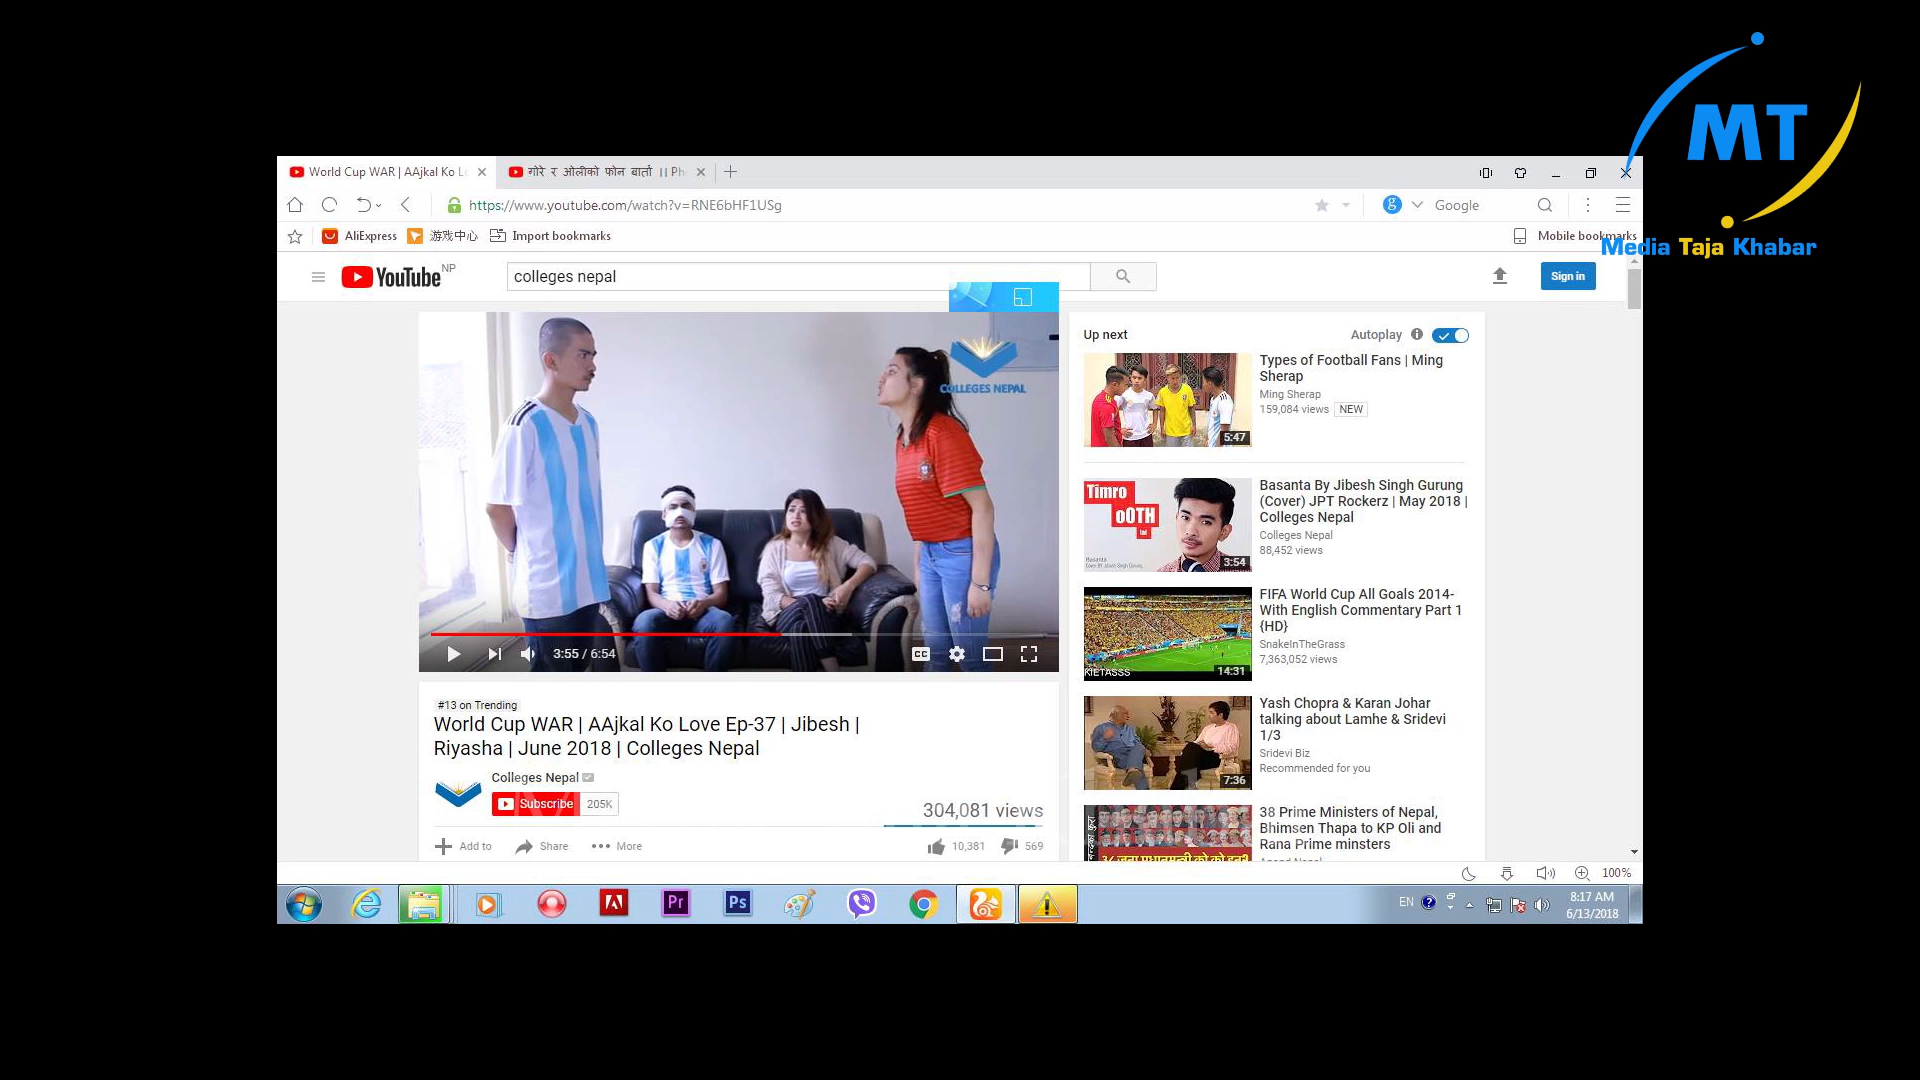 MT
Media Taja Khabar
World Cup WAR | AAjkal Ko Lo
गोरे र ओलीको फोन बार्ता ।। Ph
https://www.youtube.com/watch?v=RNE6bHF1USg
Google
AliExpress
游戏中心
Import bookmarks
Mobile bookmarks
YouTube NP
colleges nepal
Sign in
COLLEGES NEPAL
3:55 / 6:54
CC
#13 on Trending
World Cup WAR | AAjkal Ko Love Ep-37 | Jibesh |
Riyasha | June 2018 | Colleges Nepal
Colleges Nepal
Subscribe 205K
304,081 views
Add to
Share
More
10,381
569
Up next
Autoplay
Types of Football Fans | Ming
Sherap
Ming Sherap
159,084 views NEW
5:47
Timro
oOTH
Basanta
Basanta By Jibesh Singh Gurung
(Cover) JPT Rockerz | May 2018 |
Colleges Nepal
Colleges Nepal
88,452 views
3:54
FIFA World Cup All Goals 2014-
With English Commentary Part 1
{HD}
SnakeInTheGrass
7,363,052 views
KIETASSS
14:31
Yash Chopra & Karan Johar
talking about Lamhe & Sridevi
1/3
Sridevi Biz
Recommended for you
7:36
38 Prime Ministers of Nepal,
Bhimsen Thapa to KP Oli and
Rana Prime minsters
100%
Pr
Ps
EN
8:17 AM
6/13/2018